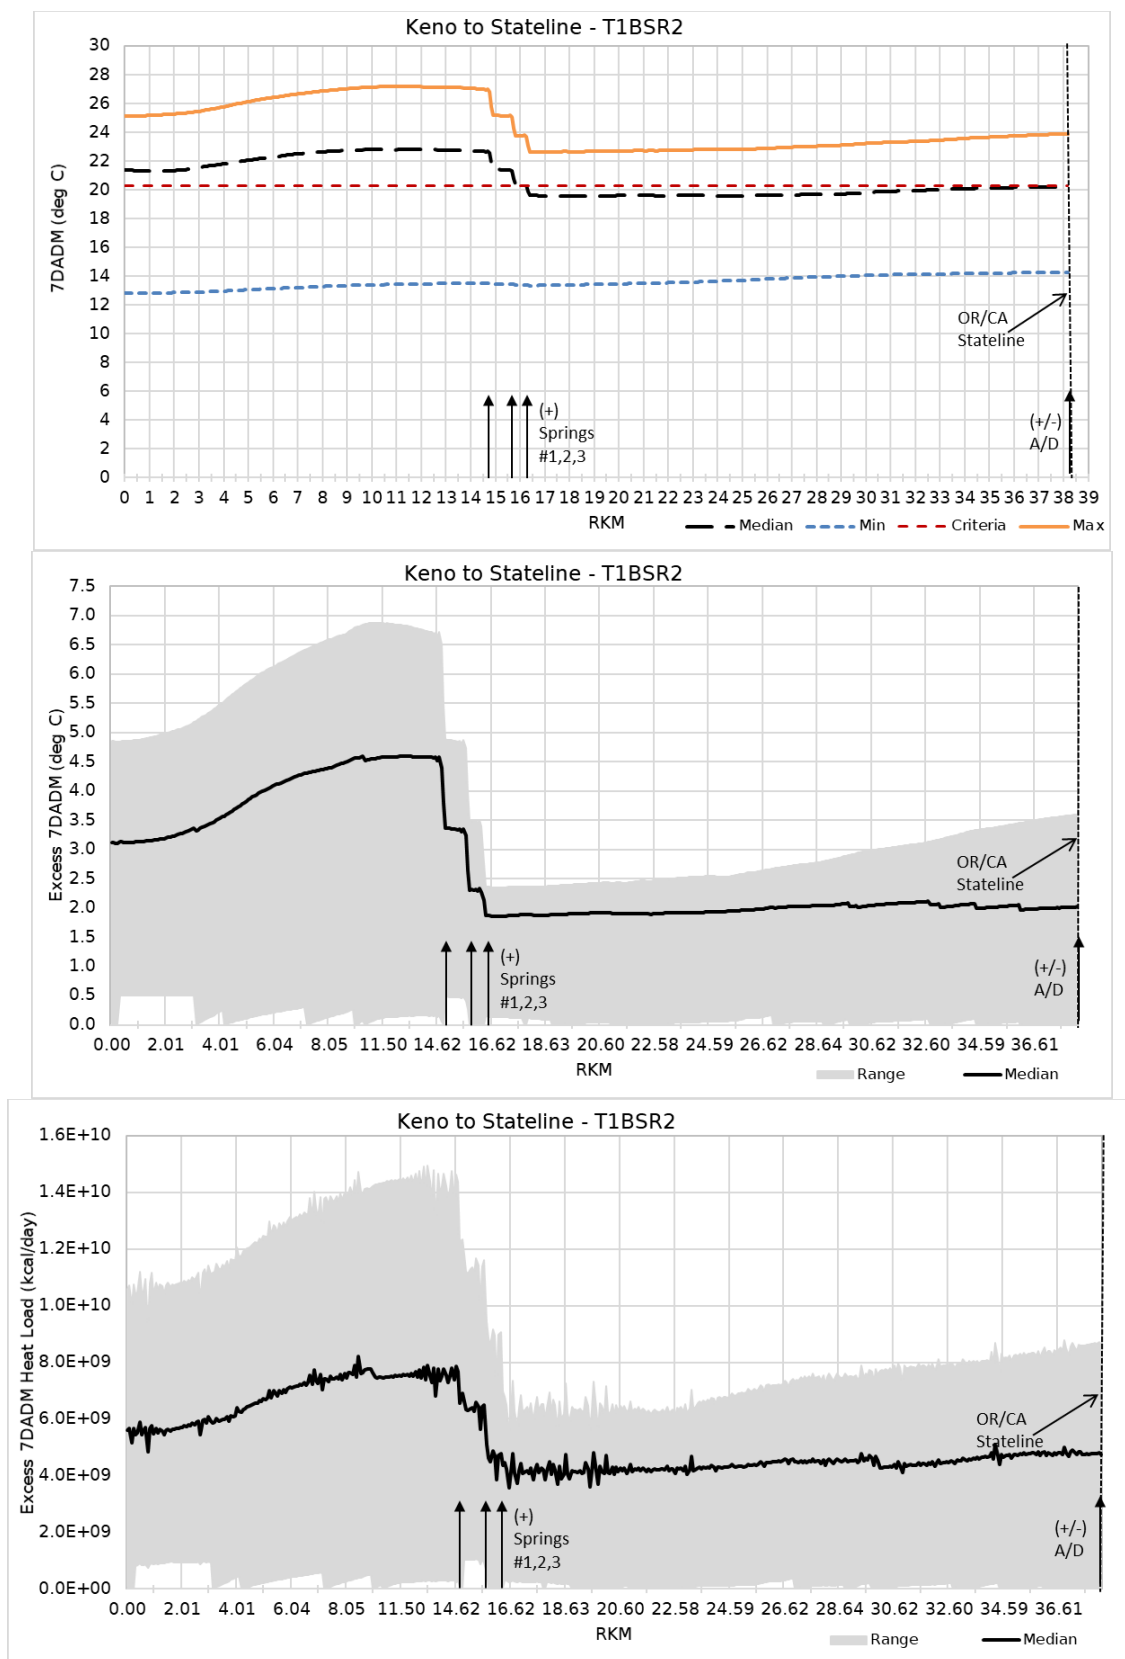 Keno to Stateline - T1BSR2
30
28
26
24
22
20
18
16
14
12
10
8
6
4
2
0
7DADM (deg C)
OR/CA
Stateline
(+)
Springs
#1,2,3
(+/-)
A/D
0 1 2 3 4 5 6 7 8 9 10 11 12 13 14 15 16 17 18 19 20 21 22 23 24 25 26 27 28 29 30 31 32 33 34 35 36 37 38 39
RKM
Median Min Criteria Max
Keno to Stateline - T1BSR2
7.5
7.0
6.5
6.0
5.5
5.0
4.5
4.0
3.5
3.0
2.5
2.0
1.5
1.0
0.5
0.0
Excess 7DADM (deg C)
OR/CA
Stateline
(+)
Springs
#1,2,3
(+/-)
A/D
0.00 2.01 4.01 6.04 8.05 11.50 14.62 16.62 18.63 20.60 22.58 24.59 26.62 28.64 30.62 32.60 34.59 36.61
RKM
Range Median
Keno to Stateline - T1BSR2
1.6E+10
1.4E+10
1.2E+10
1.0E+10
8.0E+09
6.0E+09
4.0E+09
2.0E+09
0.0E+00
Excess 7DADM Heat Load (kcal/day)
OR/CA
Stateline
(+)
Springs
#1,2,3
(+/-)
A/D
0.00 2.01 4.01 6.04 8.05 11.50 14.62 16.62 18.63 20.60 22.58 24.59 26.62 28.64 30.62 32.60 34.59 36.61
RKM
Range Median